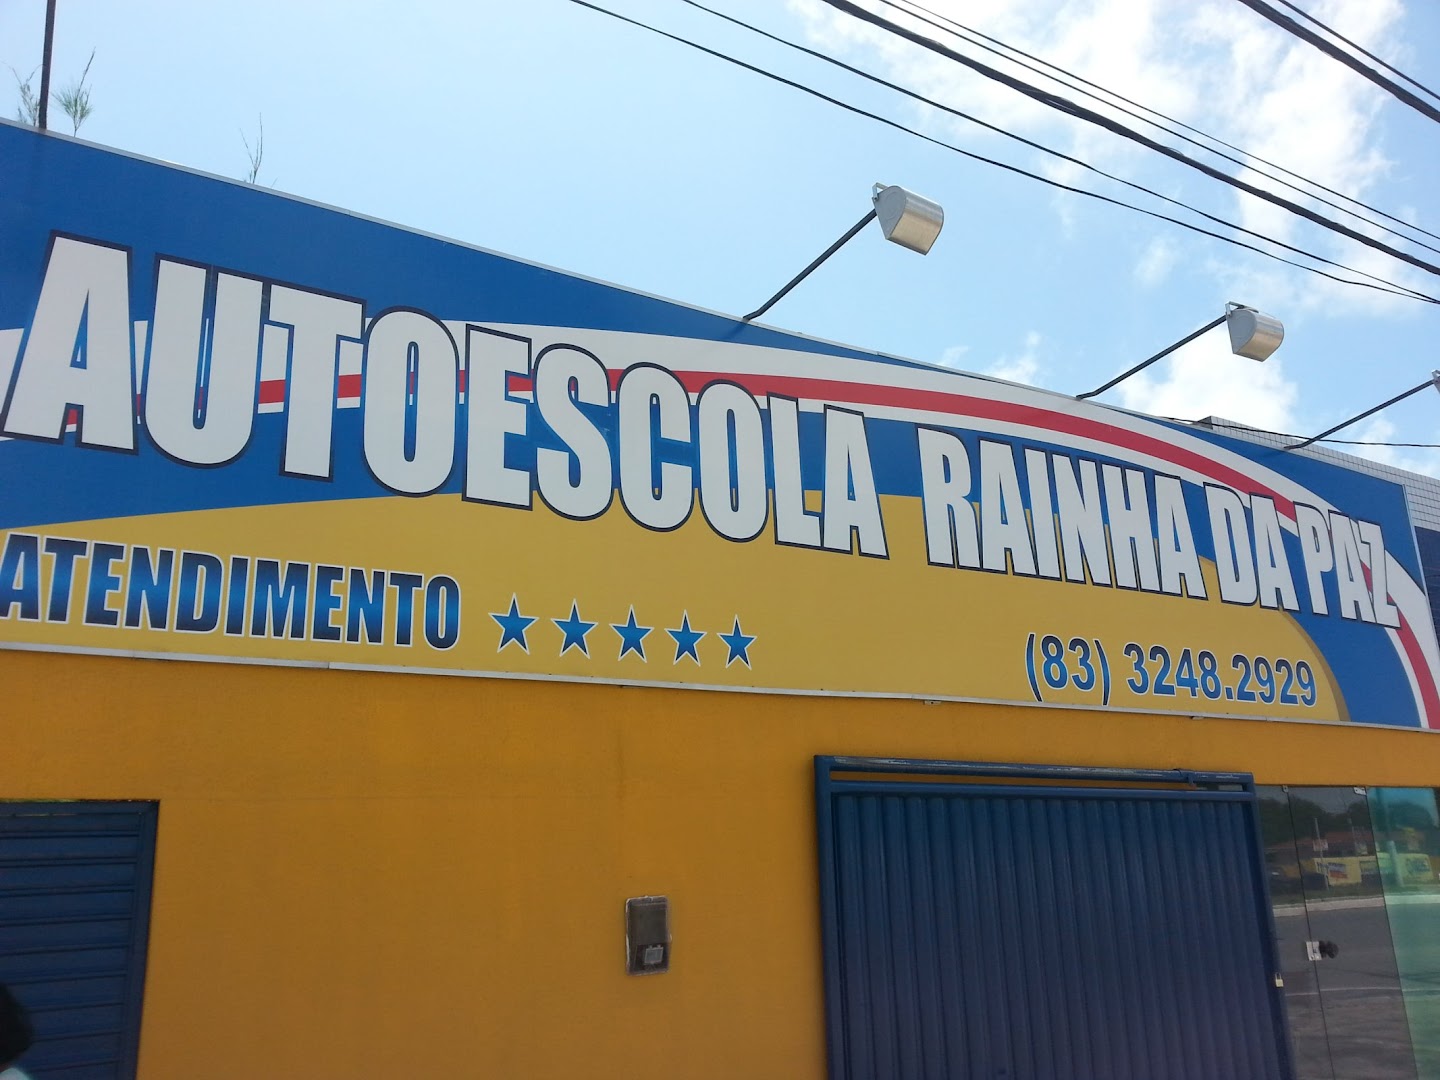 AUTOESCOLA RAINHA DA PAZ
ATENDIMENTO
(83) 3248.2929